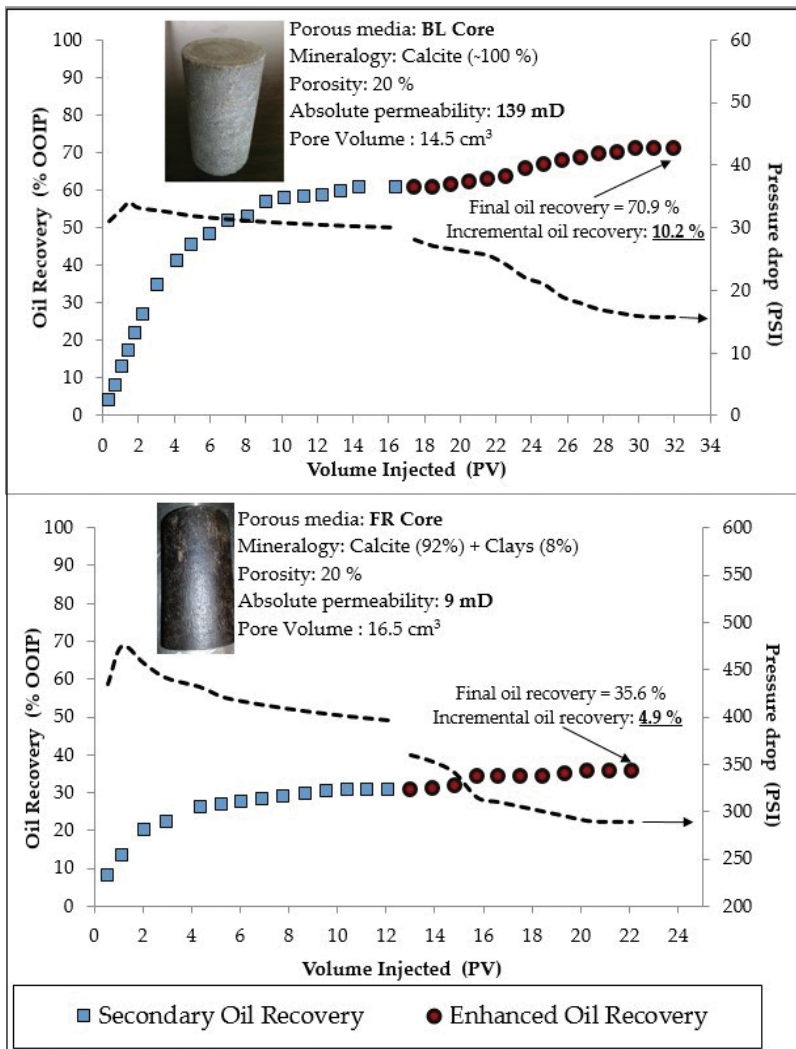 Porous media: BL Core
Mineralogy: Calcite (~100 %)
Porosity: 20 %
Absolute permeability: 139 mD
Pore Volume : 14.5 cm³
Oil Recovery (% OOIP)
100
90
80
70
60
50
40
30
20
10
0
60
50
40
30
20
10
0
Pressure drop (PSI)
Final oil recovery = 70.9 %
Incremental oil recovery: 10.2 %
0 2 4 6 8 10 12 14 16 18 20 22 24 26 28 30 32 34
Volume Injected (PV)
Porous media: FR Core
Mineralogy: Calcite (92%) + Clays (8%)
Porosity: 20 %
Absolute permeability: 9 mD
Pore Volume : 16.5 cm³
Oil Recovery (% OOIP)
100
90
80
70
60
50
40
30
20
10
0
600
550
500
450
400
350
300
250
200
Pressure drop (PSI)
Final oil recovery = 35.6 %
Incremental oil recovery: 4.9 %
0 2 4 6 8 10 12 14 16 18 20 22 24
Volume Injected (PV)
Secondary Oil Recovery
Enhanced Oil Recovery